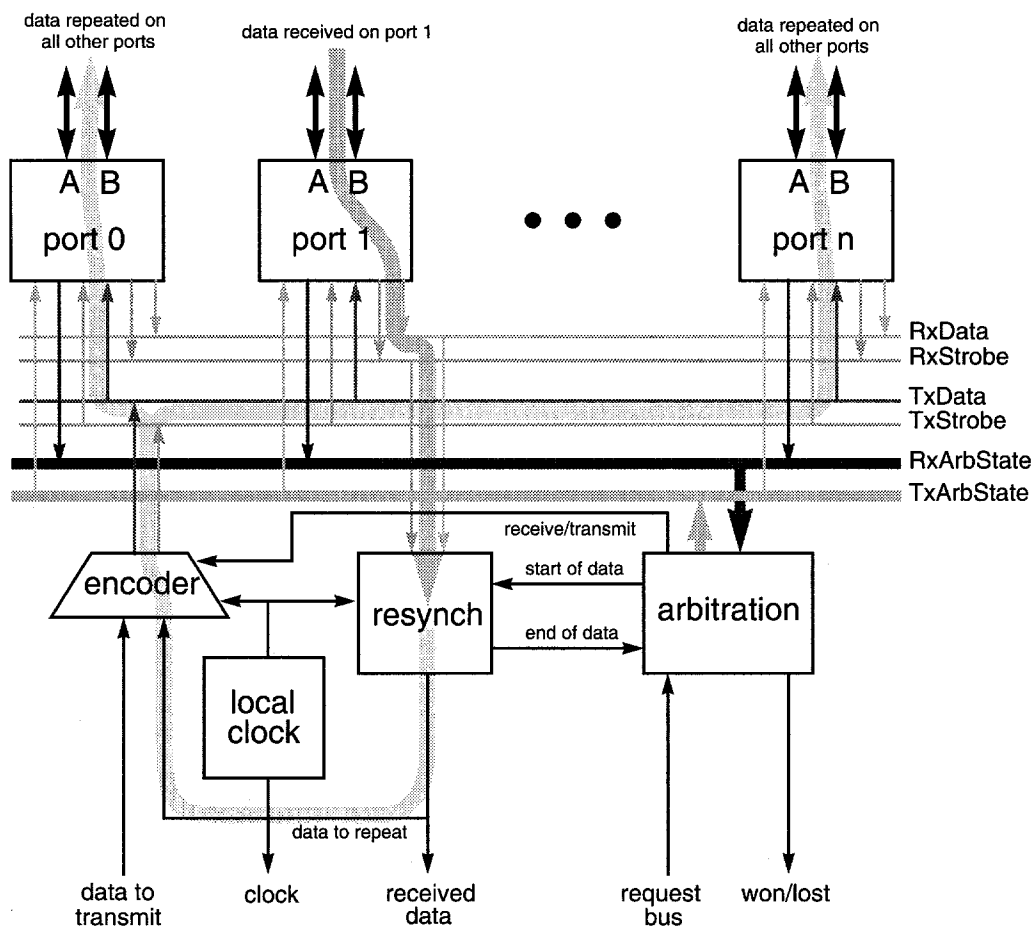 data repeated on
all other ports
data received on port 1
data repeated on
all other ports
A B
port 0
A B
port 1
A B
port n
RxData
RxStrobe
TxData
TxStrobe
RxArbState
TxArbState
receive/transmit
encoder
start of data
resynch
arbitration
end of data
local
clock
data to repeat
data to
transmit
clock
received
data
request
bus
won/lost